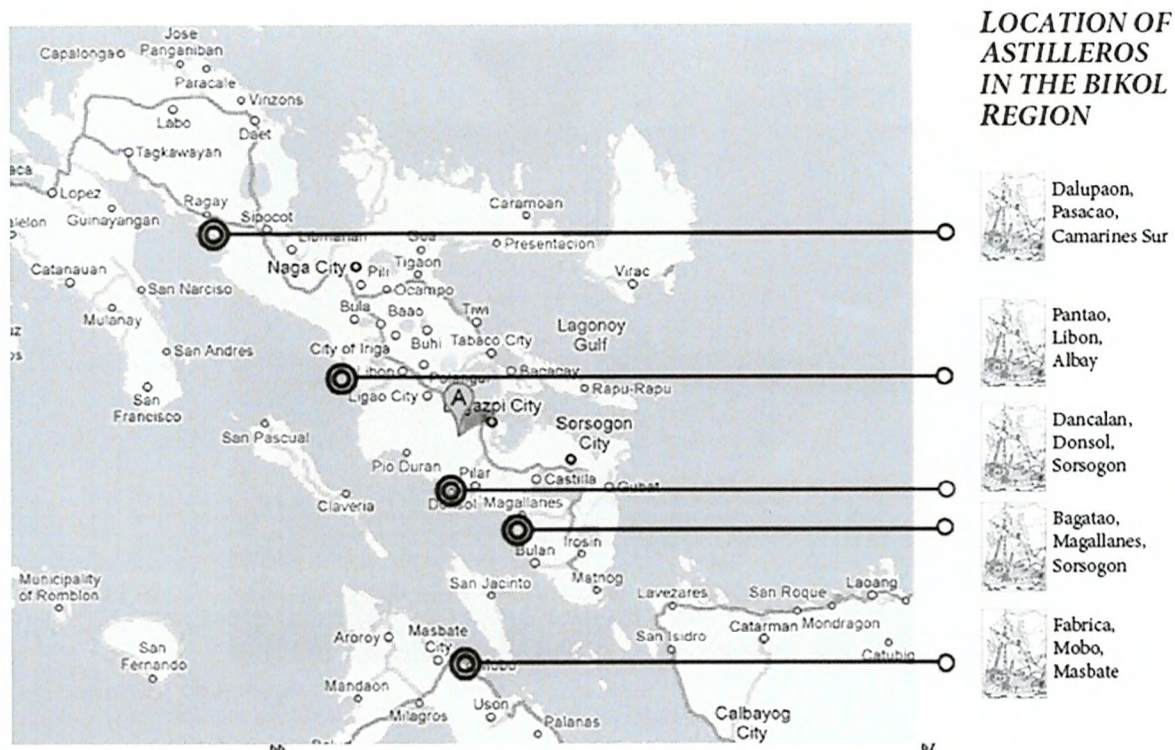 LOCATION OF
ASTILLEROS
IN THE BIKOL
REGION
Dalupaon,
Pasacao,
Camarines Sur
Pantao,
Libon,
Albay
Dancalan,
Donsol,
Sorsogon
Bagatao,
Magallanes,
Sorsogon
Fabrica,
Mobo,
Masbate
Jose
Panganiban
Capalonga
Paracale
Vinzons
Labo
Daet
Tagkawayan
Lopez
Guinayangan
Ragay
Sipocot
Caramoan
Presentacion
Naga City
Pili
Tigaon
Ocampo
Virac
Catanauan
San Narciso
Mulanay
Bula
Baao
Tiwi
Lagonoy
Gulf
San Andres
City of Iriga
Buhi
Tabaco City
Libon
Polangui
Bacacay
Rapu-Rapu
San
Francisco
Ligao City
A
azpi City
Sorsogon
City
San Pascual
Pio Duran
Pilar
Castilla
Gubat
Claveria
Magallanes
Irosin
Bulan
Matnog
Municipality
of Romblon
San Jacinto
Lavezares
San Roque
Laoang
Mondragon
Catarman
San Isidro
Catubig
San
Fernando
Aroroy
Masbate
City
Mandaon
Milagros
Uson
Palanas
Calbayog
City